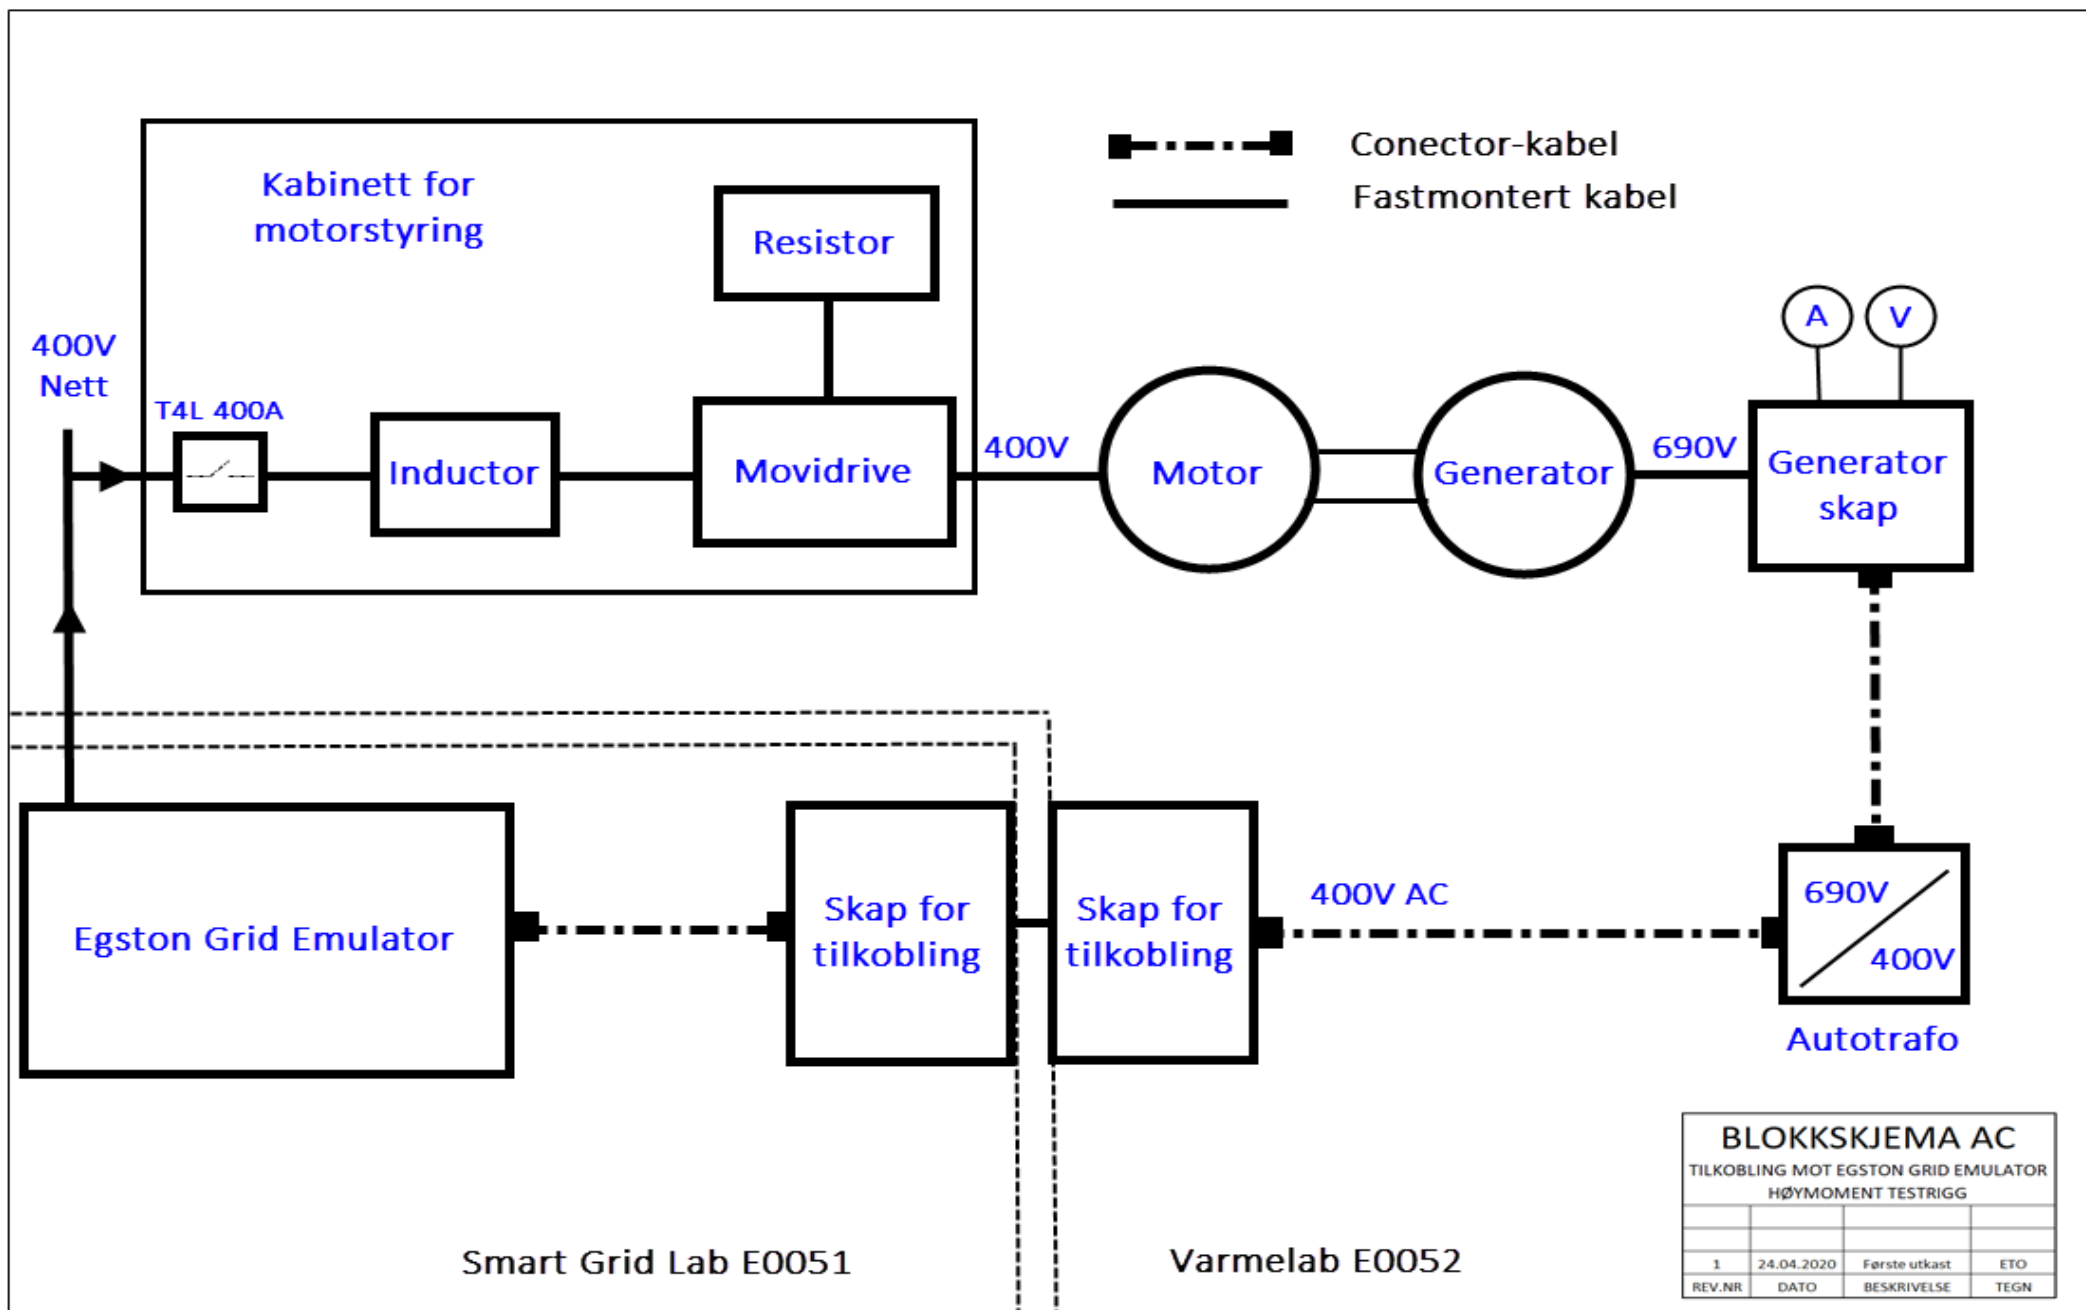 Kabinett for
motorstyring
Resistor
Conector-kabel
Fastmontert kabel
A
V
400V
Nett
T4L 400A
Inductor
Movidrive
400V
Motor
Generator
690V
Generator
skap
Egston Grid Emulator
Skap for
tilkobling
Skap for
tilkobling
400V AC
690V
400V
Autotrafo
Smart Grid Lab E0051
Varmelab E0052
BLOKKSKJEMA AC
TILKOBLING MOT EGSTON GRID EMULATOR
HØYMOMENT TESTRIGG
1 24.04.2020 Første utkast ETO
REV.NR DATO BESKRIVELSE TEGN